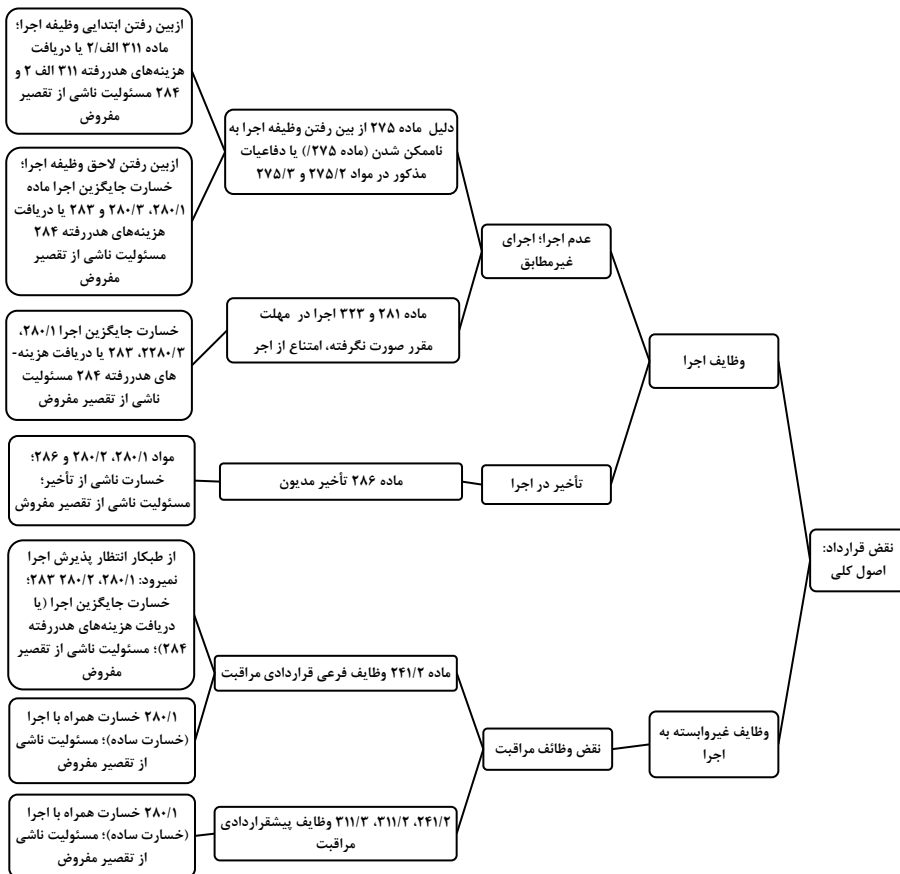 نقض قرارداد:
اصول کلی
وظایف اجرا
عدم اجرا؛ اجرای
غیرمطابق
دلیل ماده ۲۷۵ از بین رفتن وظیفه اجرا به
ناممکن شدن (ماده ۲۷۵/) یا دفاعیات
مذکور در مواد ۲۷۵/۲ و ۲۷۵/۳
ازبین رفتن ابتدایی وظیفه اجرا؛
ماده ۳۱۱ الف/۲ یا دریافت
هزینه‌های هدررفته ۳۱۱ الف ۲ و
۲۸۴ مسئولیت ناشی از تقصیر
مفروض
ازبین رفتن لاحق وظیفه اجرا؛
خسارت جایگزین اجرا ماده
۲۸۰/۱، ۲۸۰/۳ و ۲۸۳ یا دریافت
هزینه‌های هدررفته ۲۸۴
مسئولیت ناشی از تقصیر
مفروض
ماده ۲۸۱ و ۳۲۳ اجرا در مهلت
مقرر صورت نگرفته، امتناع از اجر
خسارت جایگزین اجرا ۲۸۰/۱،
۲۲۸۰/۳، ۲۸۳ یا دریافت هزینه-
های هدررفته ۲۸۴ مسئولیت
ناشی از تقصیر مفروض
تأخیر در اجرا
ماده ۲۸۶ تأخیر مدیون
مواد ۲۸۰/۱، ۲۸۰/۲ و ۲۸۶؛
خسارت ناشی از تأخیر؛
مسئولیت ناشی از تقصیر مفروش
وظایف غیروابسته به
اجرا
نقض وظائف مراقبت
ماده ۲۴۱/۲ وظایف فرعی قراردادی مراقبت
از طبکار انتظار پذیرش اجرا
نمیرود: ۲۸۰/۱، ۲۸۰/۲ ۲۸۳؛
خسارت جایگزین اجرا (یا
دریافت هزینه‌های هدررفته
۲۸۴)؛ مسئولیت ناشی از تقصیر
مفروض
۲۸۰/۱ خسارت همراه با اجرا
(خسارت ساده)؛ مسئولیت ناشی
از تقصیر مفروض
۲۴۱/۲، ۳۱۱/۲، ۳۱۱/۳ وظایف پیشقراردادی
مراقبت
۲۸۰/۱ خسارت همراه با اجرا
(خسارت ساده)؛ مسئولیت ناشی
از تقصیر مفروض